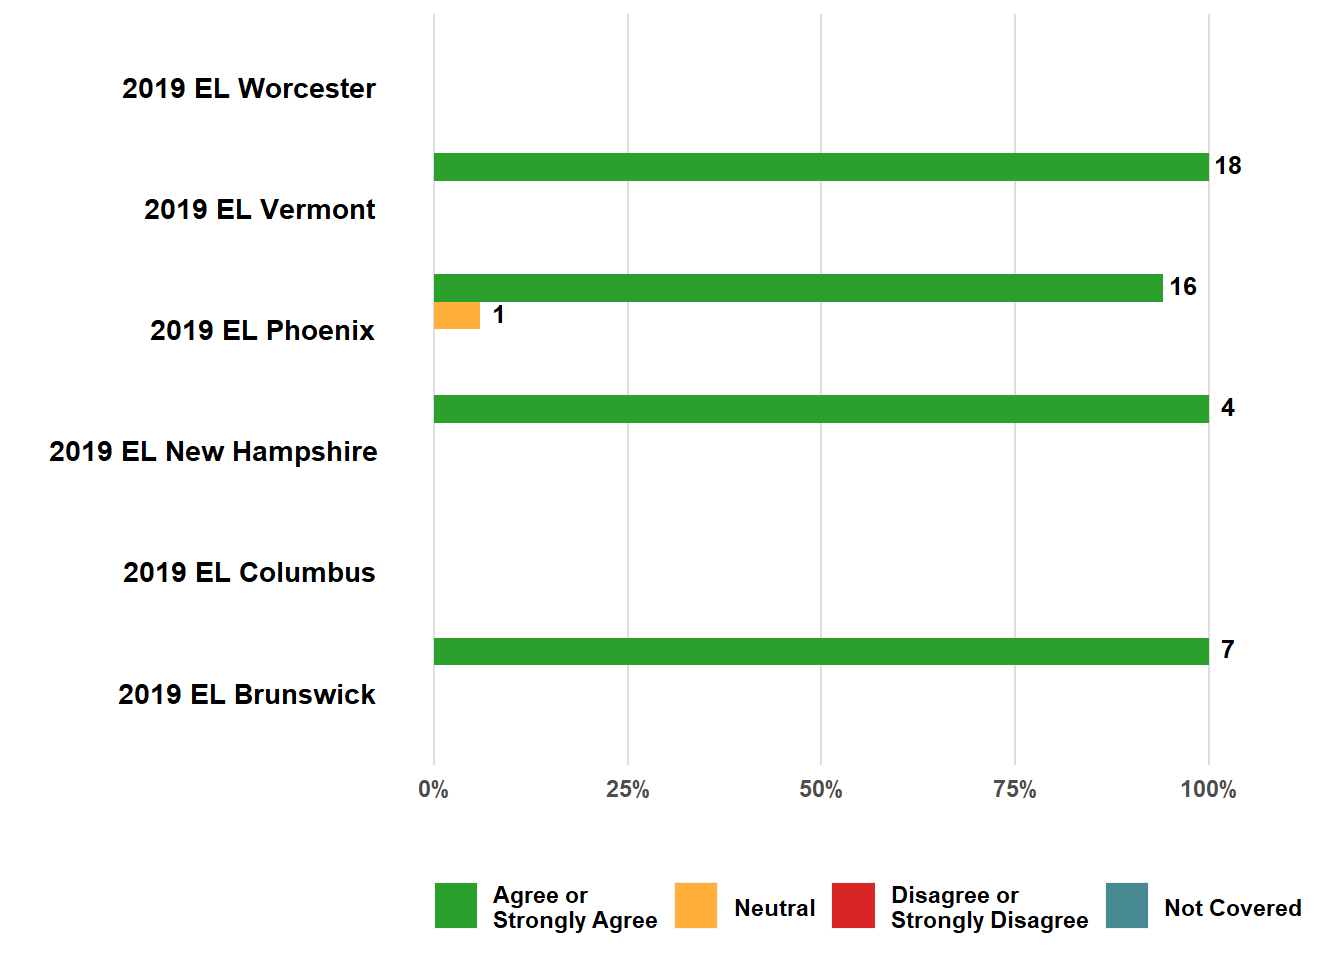 2019 EL Worcester
18
2019 EL Vermont
16
1
2019 EL Phoenix
4
2019 EL New Hampshire
2019 EL Columbus
7
2019 EL Brunswick
0% 25% 50% 75% 100%
Agree or
Strongly Agree
Neutral
Disagree or
Strongly Disagree
Not Covered